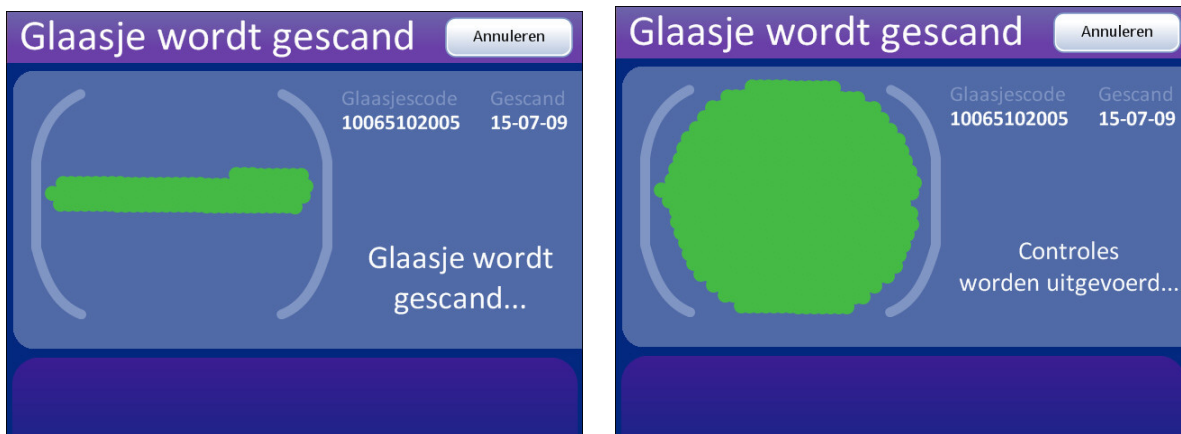 Glaasje wordt gescand
Annuleren
Glaasjescode Gescand
10065102005 15-07-09
Glaasje wordt
gescand...
Glaasje wordt gescand
Annuleren
Glaasjescode Gescand
10065102005 15-07-09
Controles
worden uitgevoerd...